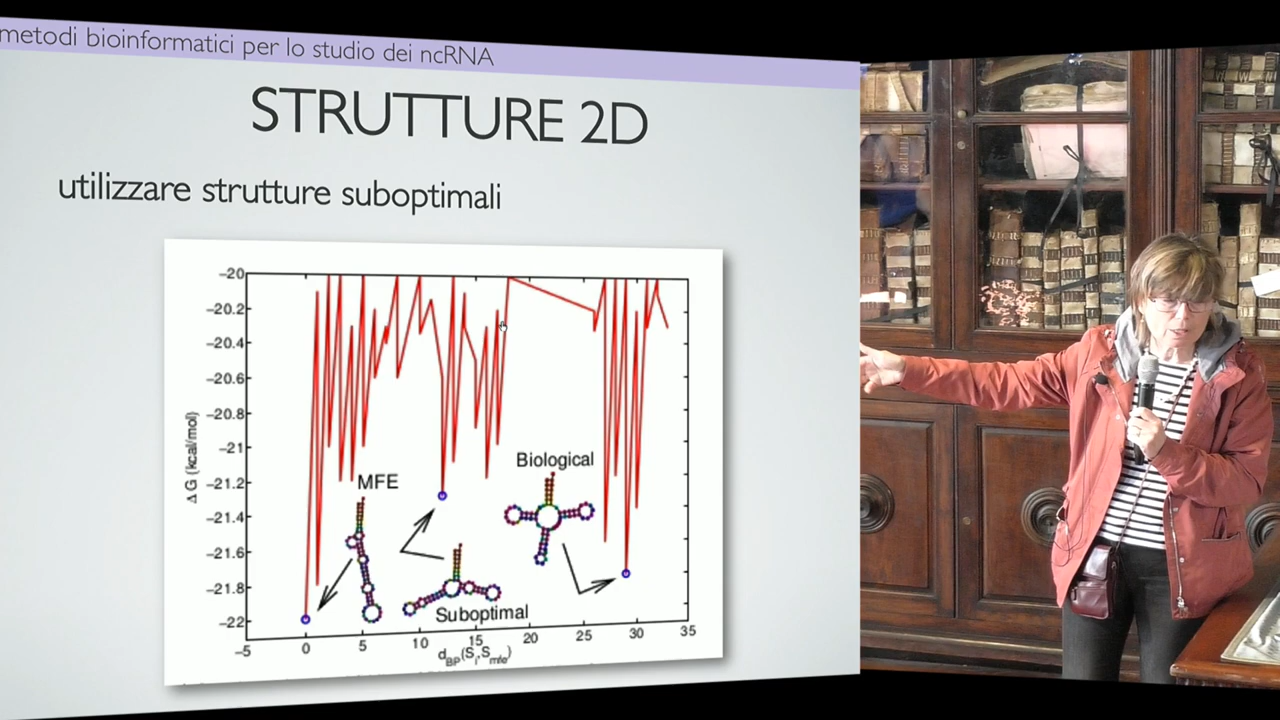 metodi bioinformatici per lo studio dei ncRNA
STRUTTURE 2D
utilizzare strutture suboptimali
−20
−20.2
−20.4
−20.6
−20.8
−21
−21.2
−21.4
−21.6
−21.8
−22
Δ G (kcal/mol)
MFE
Biological
Suboptimal
−5 0 5 10 15 20 25 30 35
d_BP(S_i,S_mfe)